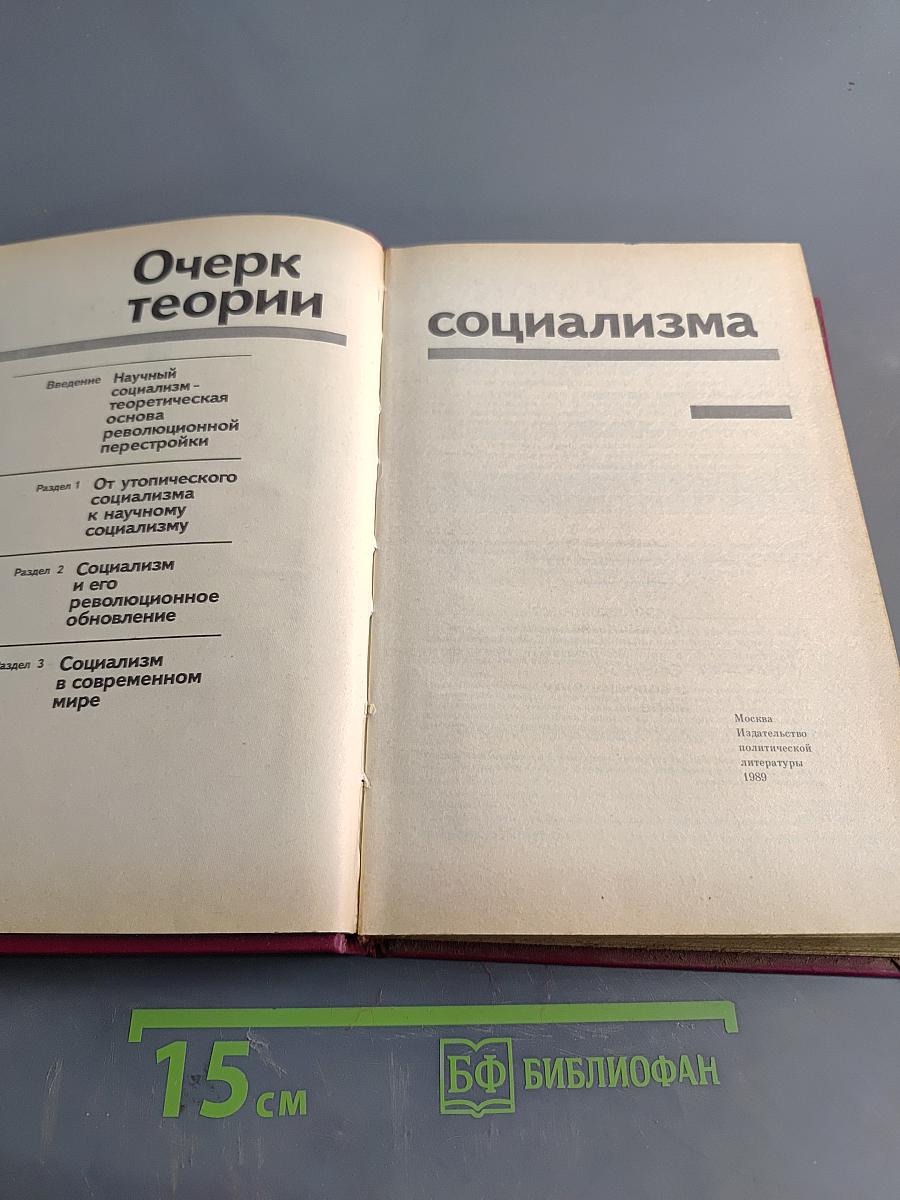 Очерк
теории
Введение Научный
социализм –
теоретическая
основа
революционной
перестройки
Раздел 1 От утопического
социализма
к научному
социализму
Раздел 2 Социализм
и его
революционное
обновление
Раздел 3 Социализм
в современном
мире
социализма
Москва
Издательство
политической
литературы
1989
15 см
БФ БИБЛИОФАН